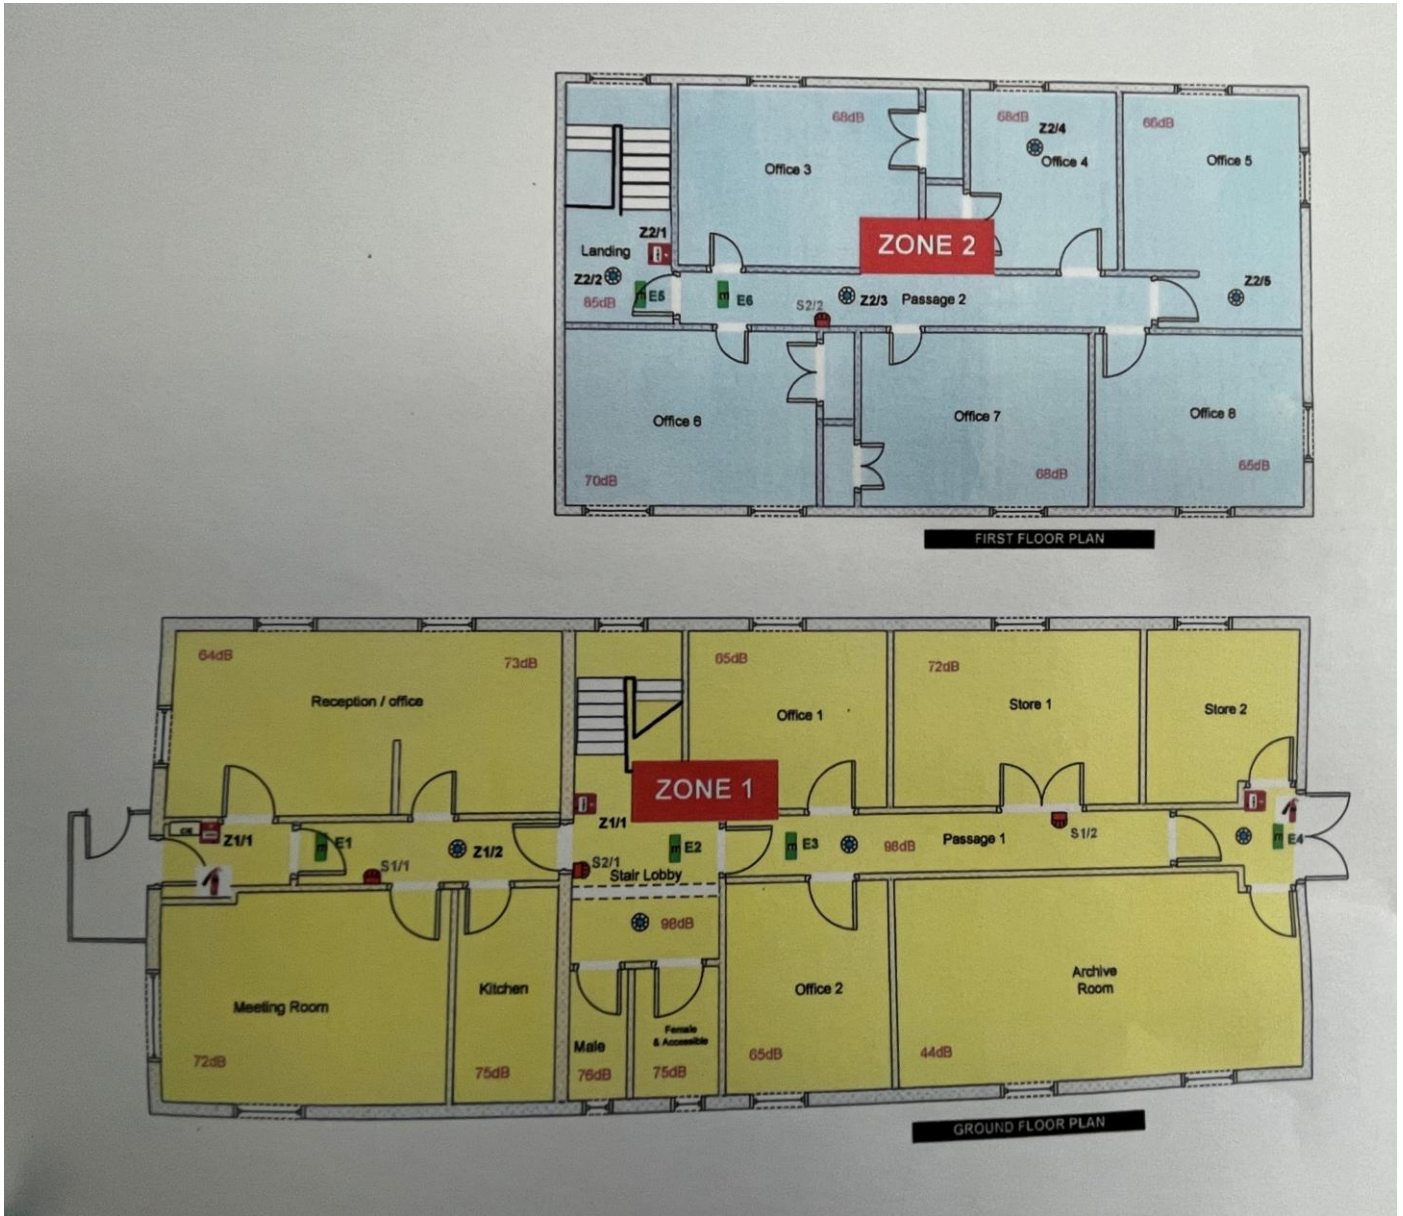 68dB
68dB
Z2/4
66dB
Office 3
Office 4
Office 5
Z2/1
Landing
ZONE 2
Z2/2
65dB
E5
E6
S2/2
Z2/3
Passage 2
Z2/5
Office 6
Office 7
Office 8
70dB
68dB
65dB
FIRST FLOOR PLAN
64dB
73dB
65dB
72dB
Reception / office
Office 1
Store 1
Store 2
ZONE 1
Z1/1
E1
Z1/2
S1/1
Z1/1
S2/1
E2
Stair Lobby
E3
98dB
Passage 1
S1/2
E4
98dB
Meeting Room
Kitchen
Office 2
Archive
Room
Male
Female
& Accessible
72dB
75dB
76dB
75dB
65dB
44dB
GROUND FLOOR PLAN